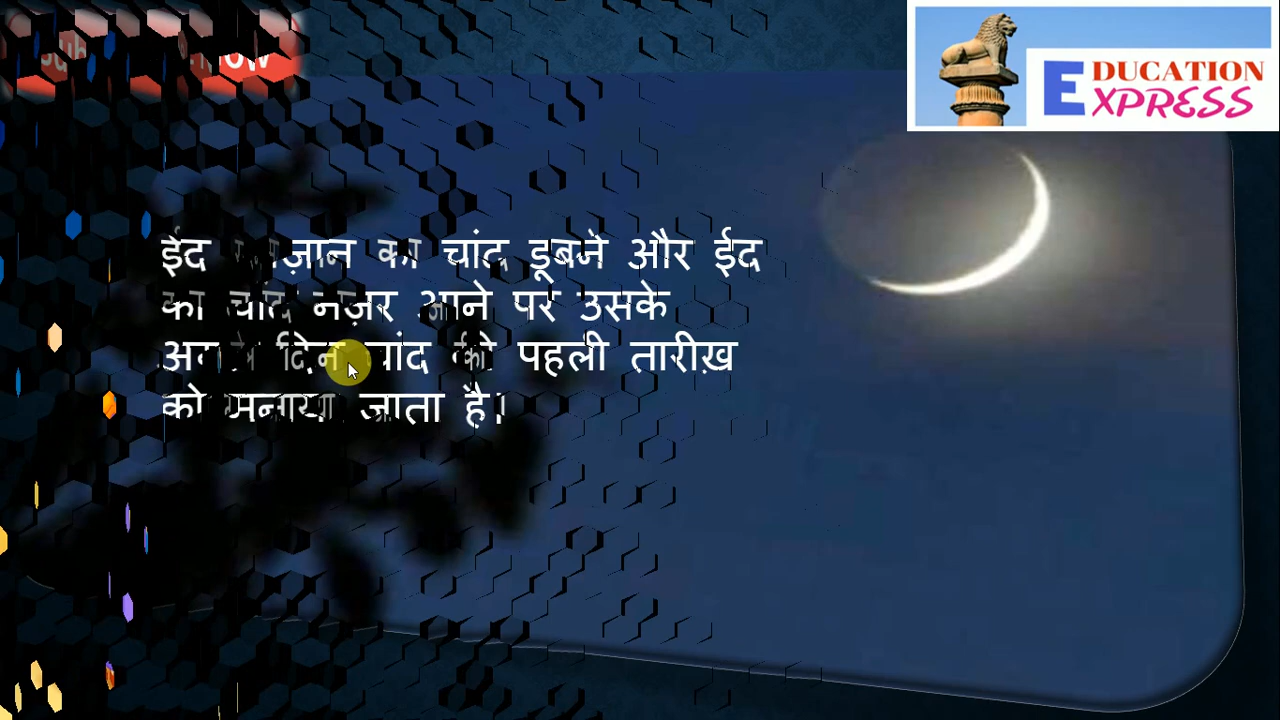 EDUCATION
EXPRESS
ईद का चांद डूबने और ईद
का चांद नज़र आने पर उसके
दिन चांद की पहली तारीख़
को मनाया जाता है।